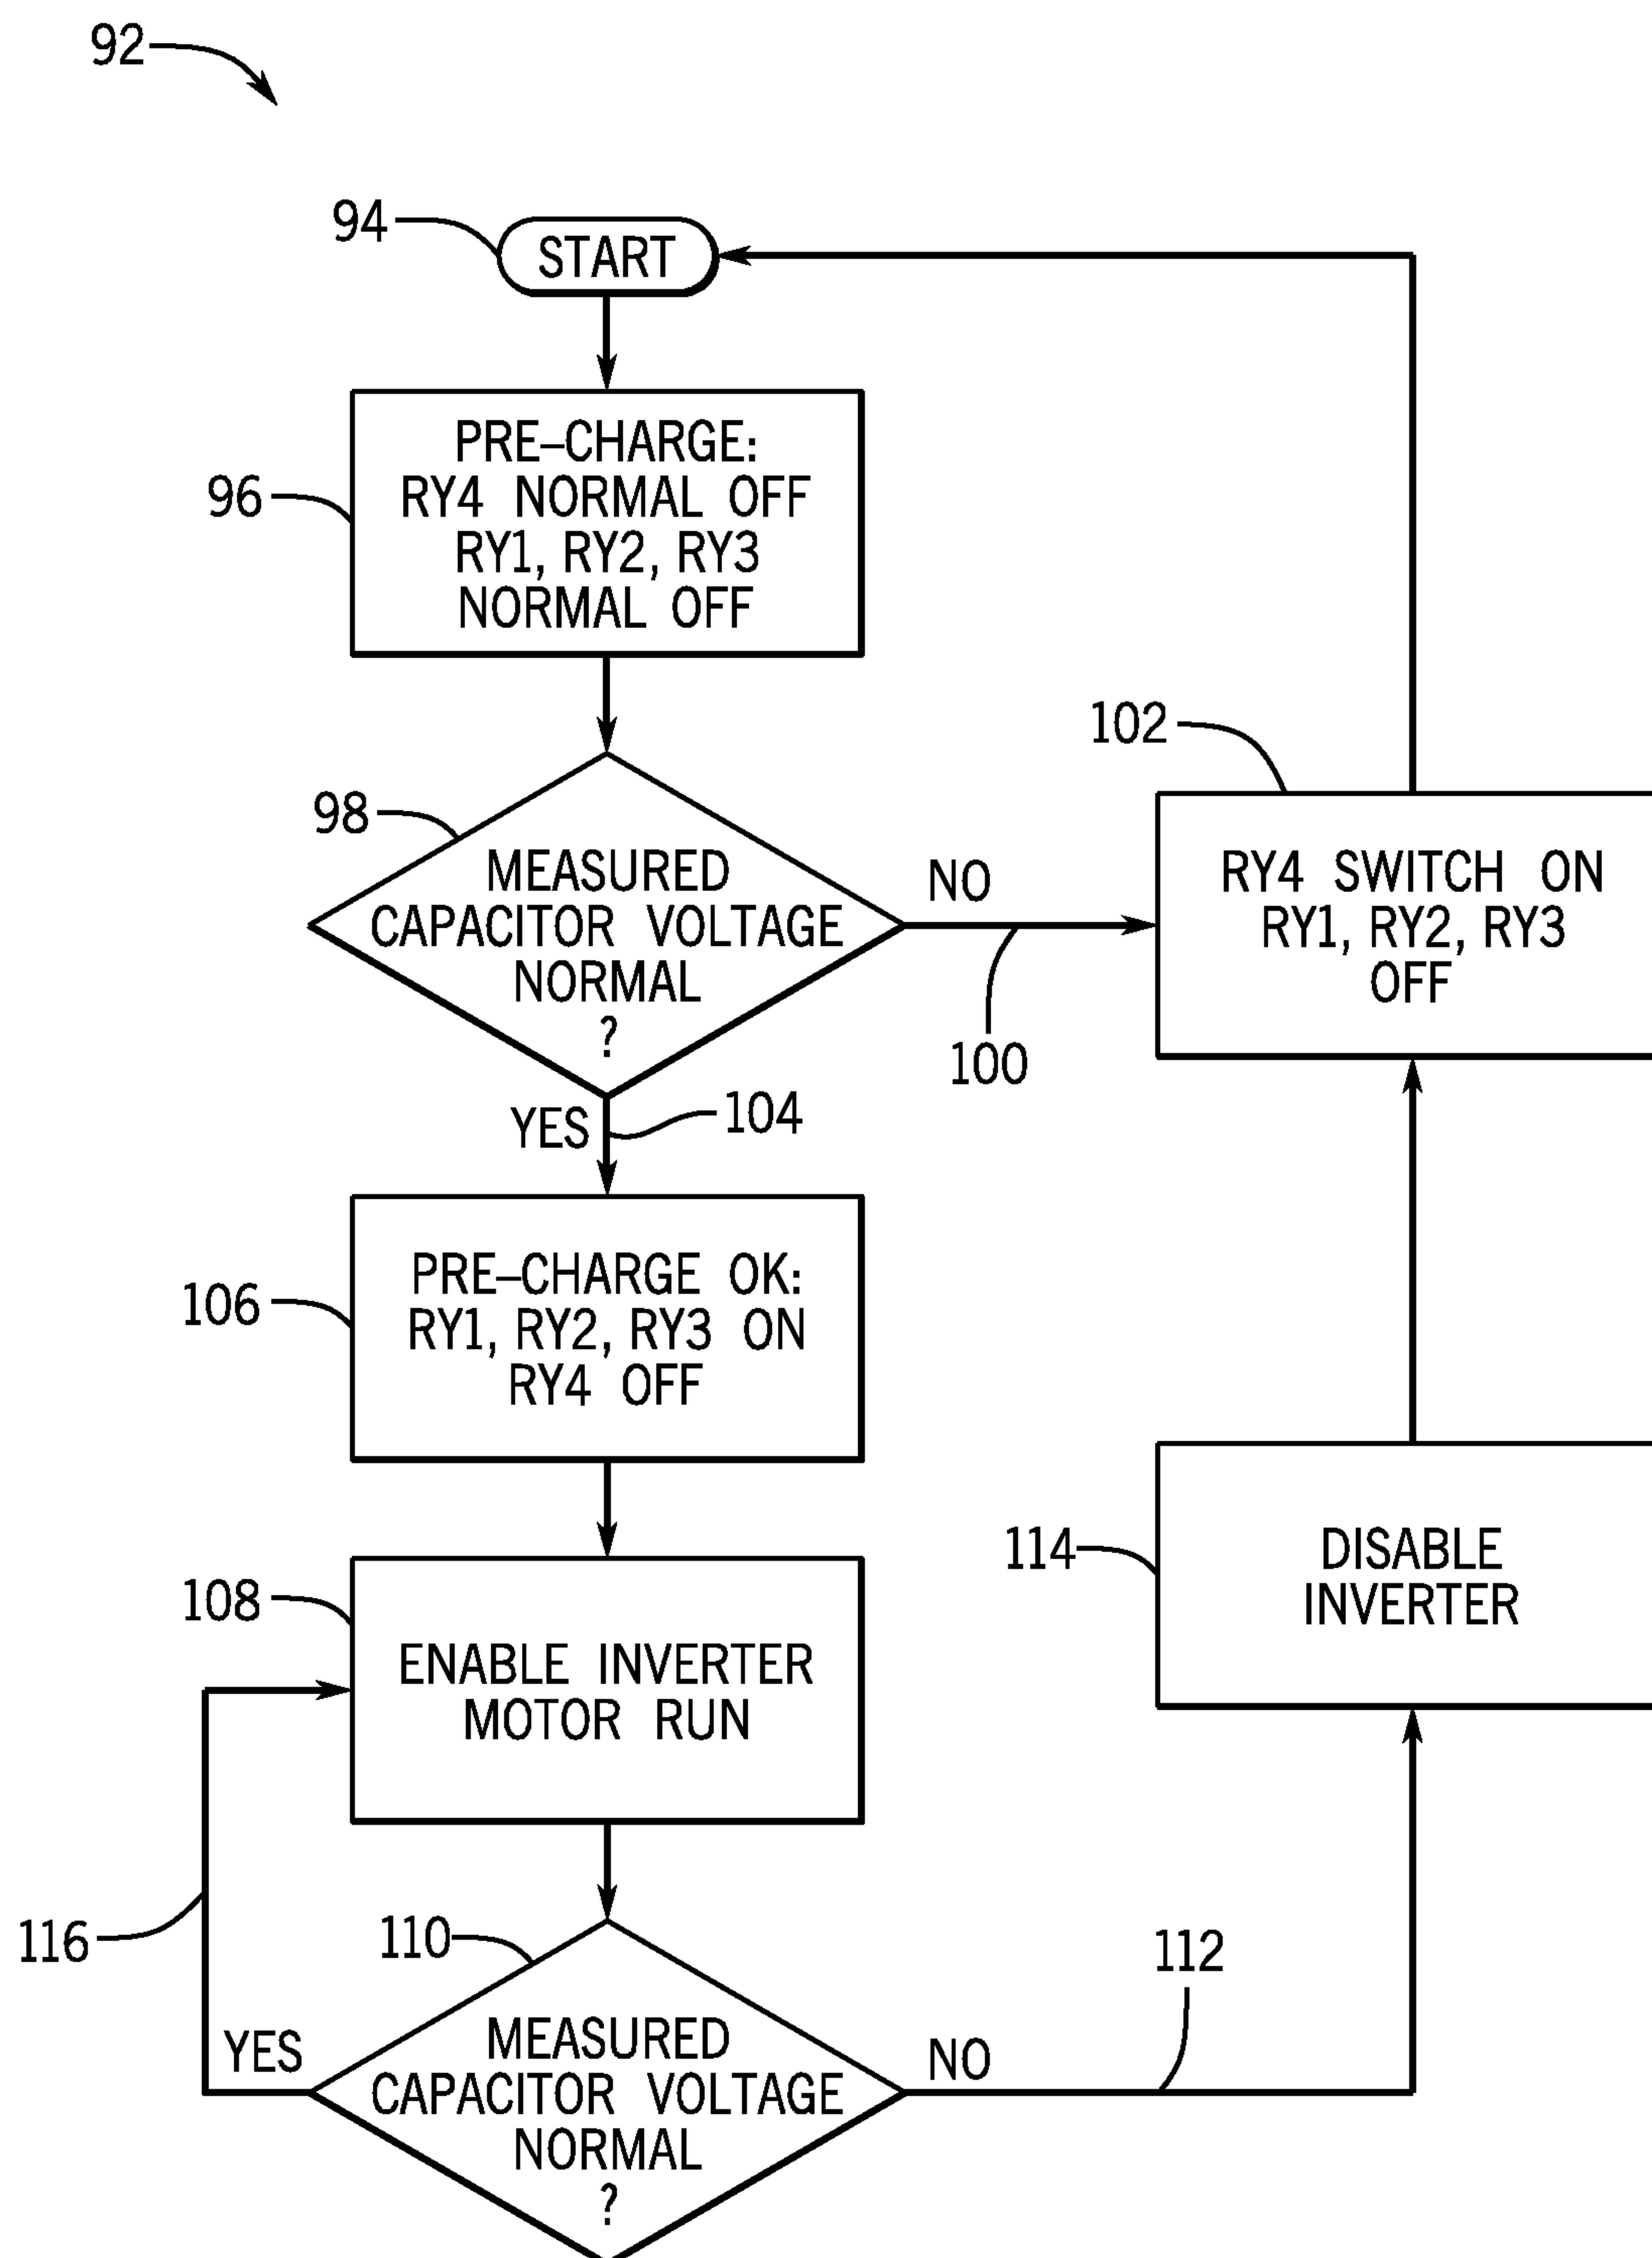 92
94
START
96
PRE–CHARGE:
RY4 NORMAL OFF
RY1, RY2, RY3
NORMAL OFF
98
MEASURED
CAPACITOR VOLTAGE
NORMAL
?
NO
100
102
RY4 SWITCH ON
RY1, RY2, RY3
OFF
YES
104
106
PRE–CHARGE OK:
RY1, RY2, RY3 ON
RY4 OFF
108
ENABLE INVERTER
MOTOR RUN
114
DISABLE
INVERTER
116
110
MEASURED
CAPACITOR VOLTAGE
NORMAL
?
YES
NO
112